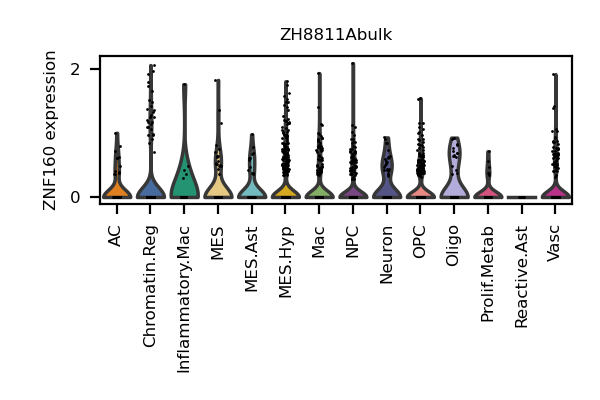 ZH8811Abulk
ZNF160 expression
2
0
AC
Chromatin.Reg
Inflammatory.Mac
MES
MES.Ast
MES.Hyp
Mac
NPC
Neuron
OPC
Oligo
Prolif.Metab
Reactive.Ast
Vasc